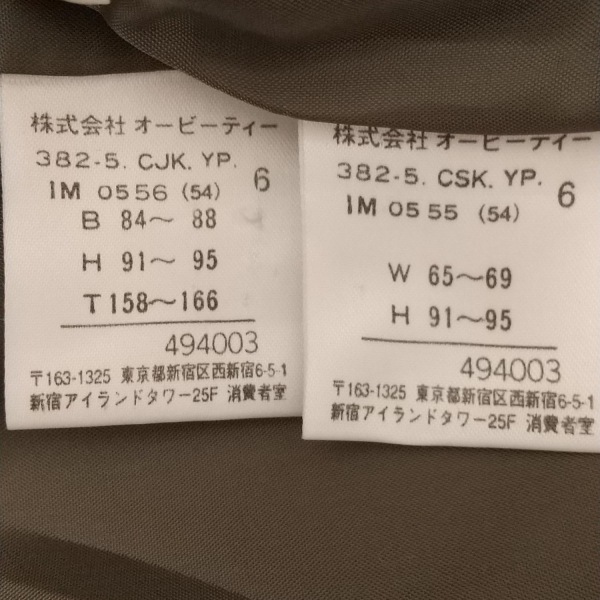 株式会社 オービーティー
382-5. CJK. YP.
6
IM 0556 (54)
B 84～ 88
H 91～ 95
T 158～166
494003
〒163-1325 東京都新宿区西新宿6-5-1
新宿アイランドタワー25F 消費者室
株式会社 オービーティー
382-5. CSK. YP.
6
IM 0555 (54)
W 65～69
H 91～95
494003
〒163-1325 東京都新宿区西新宿6-5-1
新宿アイランドタワー25F 消費者室